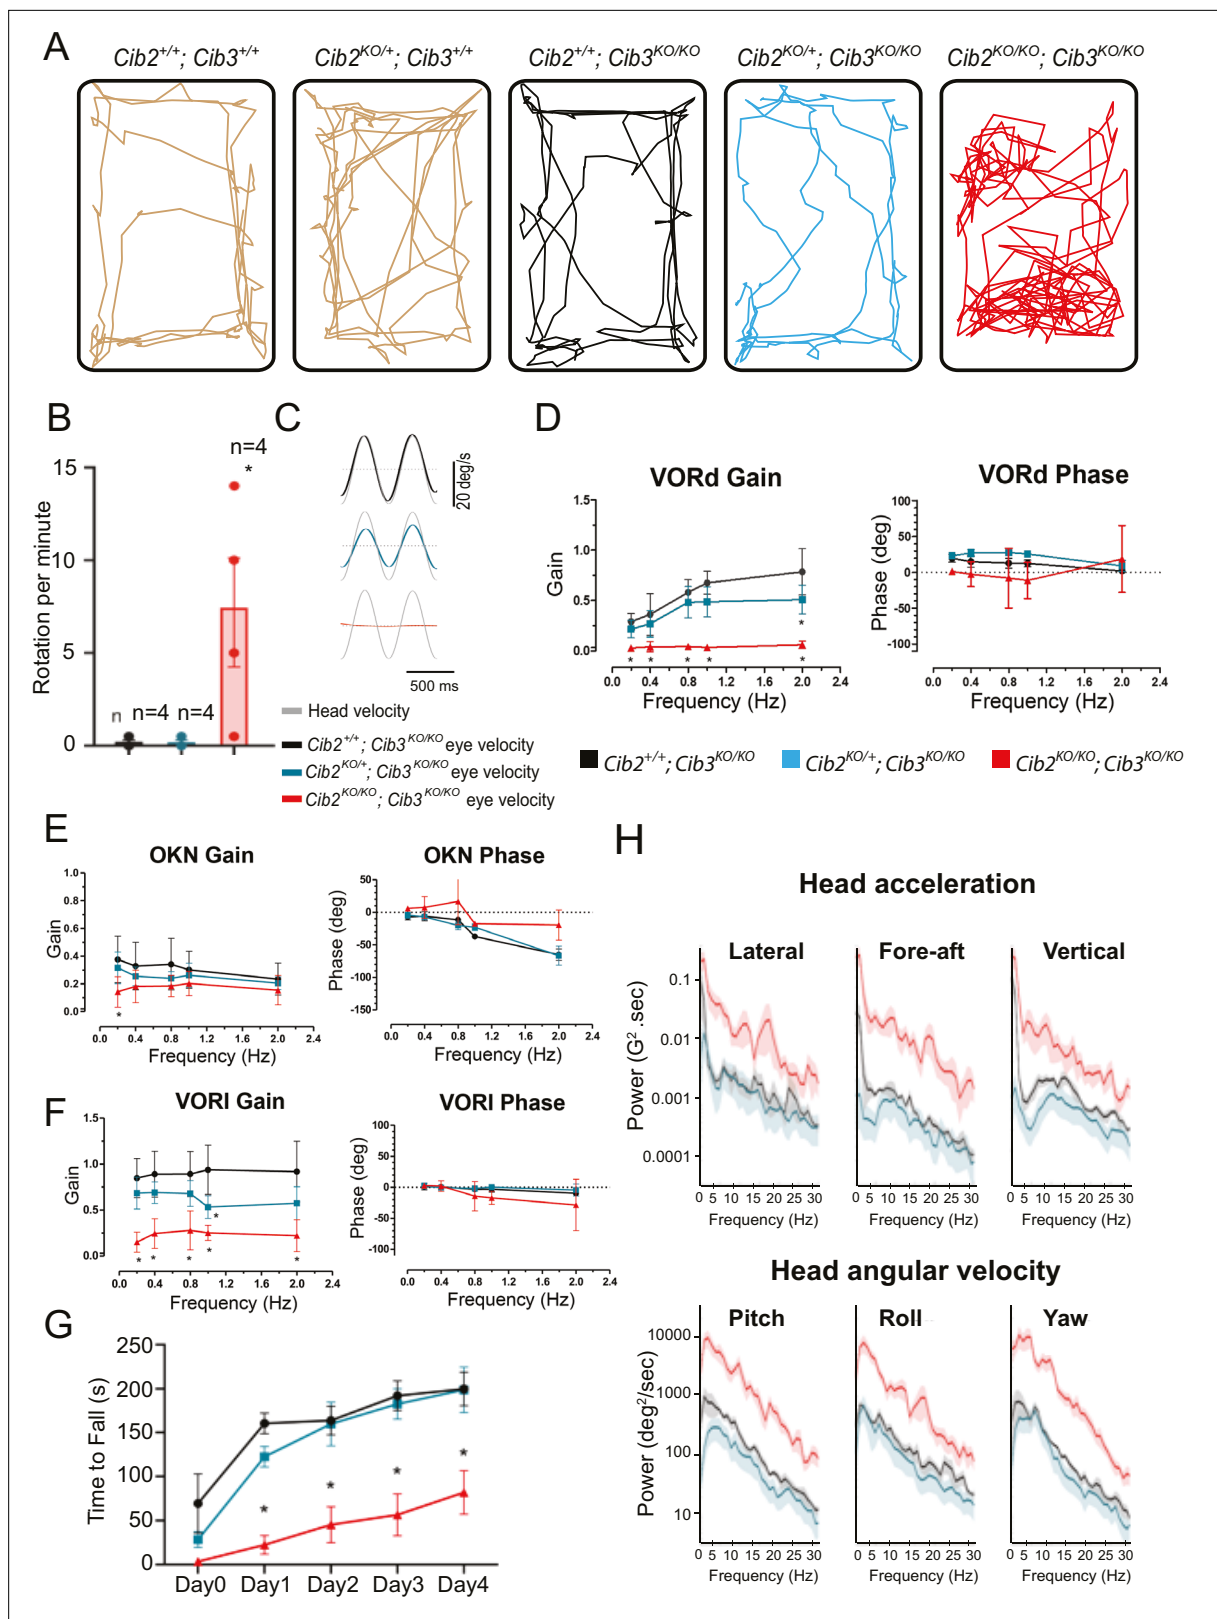 A
Cib2+/+; Cib3+/+
Cib2KO/+; Cib3+/+
Cib2+/+; Cib3KO/KO
Cib2KO/+; Cib3KO/KO
Cib2KO/KO; Cib3KO/KO
B
n=4
*
15
10
5
0
Rotation per minute
n n=4 n=4
C
20 deg/s
500 ms
Head velocity
Cib2+/+; Cib3KO/KO eye velocity
Cib2KO/+; Cib3KO/KO eye velocity
Cib2KO/KO; Cib3KO/KO eye velocity
D
VORd Gain
1.5
1.0
0.5
0.0
Gain
* * * * * *
0.0 0.4 0.8 1.2 1.6 2.0 2.4
Frequency (Hz)
VORd Phase
100
50
0
-50
-100
Phase (deg)
0.0 0.4 0.8 1.2 1.6 2.0 2.4
Frequency (Hz)
Cib2+/+; Cib3KO/KO
Cib2KO/+; Cib3KO/KO
Cib2KO/KO; Cib3KO/KO
E
OKN Gain
1.0
0.8
0.6
0.4
0.2
0.0
Gain
*
0.0 0.4 0.8 1.2 1.6 2.0 2.4
Frequency (Hz)
OKN Phase
50
0
-50
-100
-150
Phase (deg)
0.0 0.4 0.8 1.2 1.6 2.0 2.4
Frequency (Hz)
F
VORl Gain
1.5
1.0
0.5
0.0
Gain
* * * * * *
0.0 0.4 0.8 1.2 1.6 2.0 2.4
Frequency (Hz)
VORl Phase
100
50
0
-50
-100
Phase (deg)
0.0 0.4 0.8 1.2 1.6 2.0 2.4
Frequency (Hz)
G
250
200
150
100
50
0
Time to Fall (s)
* * * *
Day0 Day1 Day2 Day3 Day4
H
Head acceleration
Lateral
Fore-aft
Vertical
0.1
0.01
0.001
0.0001
Power (G2 .sec)
0 5 10 15 20 25 30
0 5 10 15 20 25 30
0 5 10 15 20 25 30
Frequency (Hz)
Frequency (Hz)
Frequency (Hz)
Head angular velocity
Pitch
Roll
Yaw
10000
1000
100
10
Power (deg2/sec)
0 5 10 15 20 25 30
0 5 10 15 20 25 30
0 5 10 15 20 25 30
Frequency (Hz)
Frequency (Hz)
Frequency (Hz)